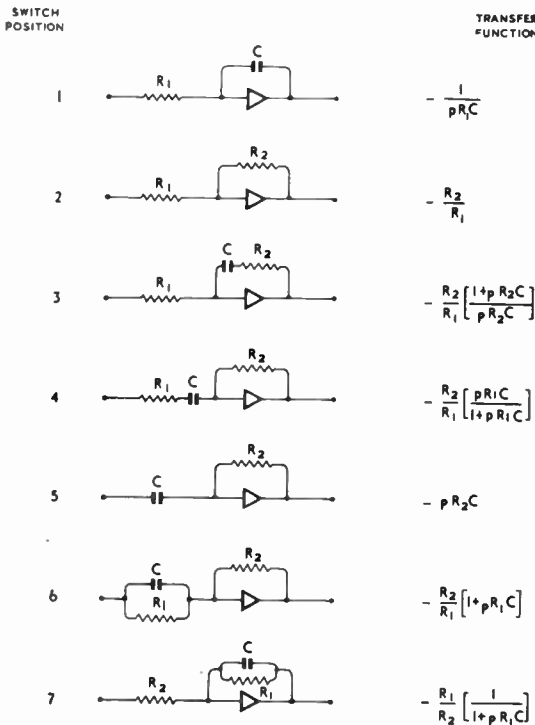 SWITCH POSITION TRANSFER FUNCTION
1 R₁ C - 1/(pR₁C)
2 R₁ R₂ - R₂/R₁
3 R₁ C R₂ - R₂/R₁ [(1+pR₂C)/(pR₂C)]
4 R₁ C R₂ - R₂/R₁ [(pR₁C)/(1+pR₁C)]
5 C R₂ - pR₂C
6 C R₁ R₂ - R₂/R₁ [1+pR₁C]
7 R₂ C R₁ - R₁/R₂ [1/(1+pR₁C)]